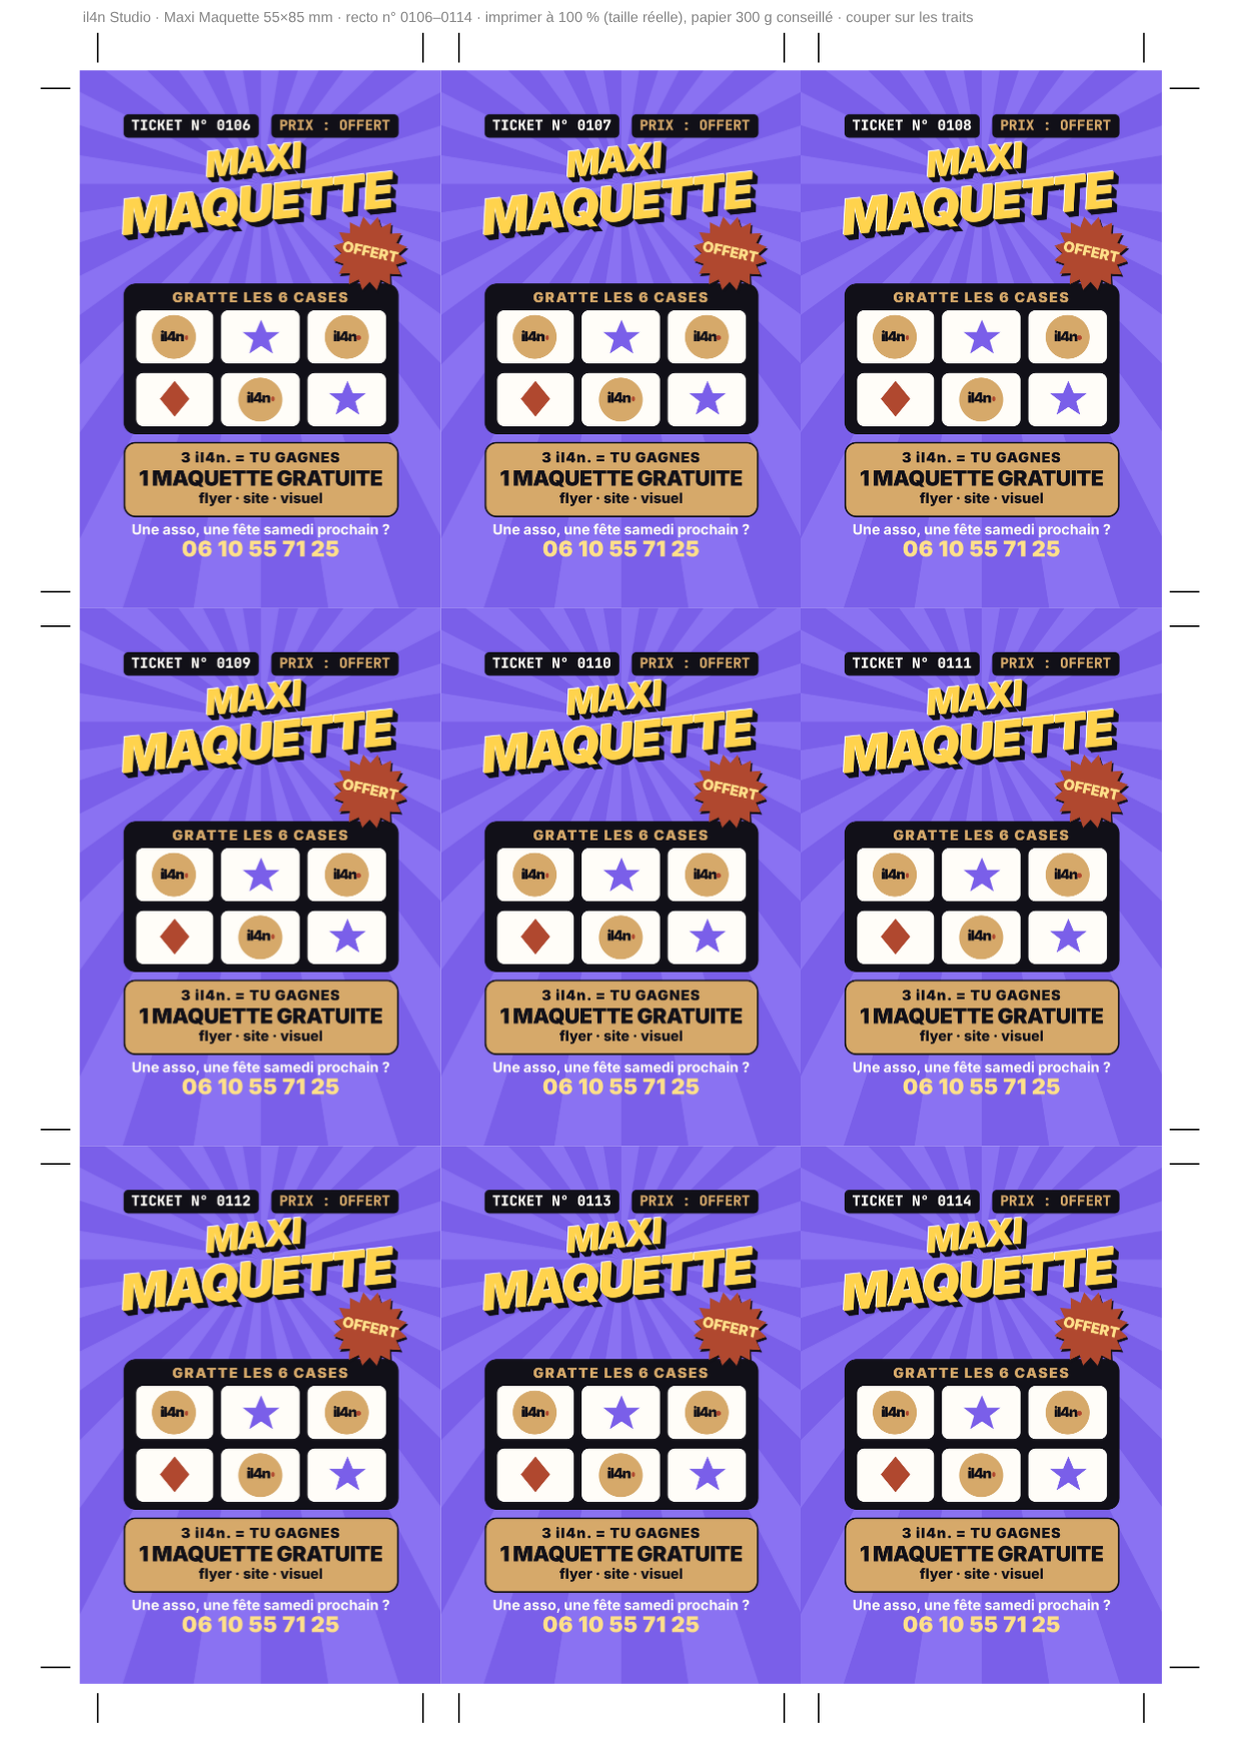 il4n Studio · Maxi Maquette 55×85 mm · recto n° 0106–0114 · imprimer à 100 % (taille réelle), papier 300 g conseillé · couper sur les traits
TICKET N° 0106 PRIX : OFFERT
MAXI
MAQUETTE
OFFERT
GRATTE LES 6 CASES
il4n. il4n.
il4n.
3 il4n. = TU GAGNES
1 MAQUETTE GRATUITE
flyer · site · visuel
Une asso, une fête samedi prochain ?
06 10 55 71 25
TICKET N° 0107 PRIX : OFFERT
MAXI
MAQUETTE
OFFERT
GRATTE LES 6 CASES
il4n. il4n.
il4n.
3 il4n. = TU GAGNES
1 MAQUETTE GRATUITE
flyer · site · visuel
Une asso, une fête samedi prochain ?
06 10 55 71 25
TICKET N° 0108 PRIX : OFFERT
MAXI
MAQUETTE
OFFERT
GRATTE LES 6 CASES
il4n. il4n.
il4n.
3 il4n. = TU GAGNES
1 MAQUETTE GRATUITE
flyer · site · visuel
Une asso, une fête samedi prochain ?
06 10 55 71 25
TICKET N° 0109 PRIX : OFFERT
MAXI
MAQUETTE
OFFERT
GRATTE LES 6 CASES
il4n. il4n.
il4n.
3 il4n. = TU GAGNES
1 MAQUETTE GRATUITE
flyer · site · visuel
Une asso, une fête samedi prochain ?
06 10 55 71 25
TICKET N° 0110 PRIX : OFFERT
MAXI
MAQUETTE
OFFERT
GRATTE LES 6 CASES
il4n. il4n.
il4n.
3 il4n. = TU GAGNES
1 MAQUETTE GRATUITE
flyer · site · visuel
Une asso, une fête samedi prochain ?
06 10 55 71 25
TICKET N° 0111 PRIX : OFFERT
MAXI
MAQUETTE
OFFERT
GRATTE LES 6 CASES
il4n. il4n.
il4n.
3 il4n. = TU GAGNES
1 MAQUETTE GRATUITE
flyer · site · visuel
Une asso, une fête samedi prochain ?
06 10 55 71 25
TICKET N° 0112 PRIX : OFFERT
MAXI
MAQUETTE
OFFERT
GRATTE LES 6 CASES
il4n. il4n.
il4n.
3 il4n. = TU GAGNES
1 MAQUETTE GRATUITE
flyer · site · visuel
Une asso, une fête samedi prochain ?
06 10 55 71 25
TICKET N° 0113 PRIX : OFFERT
MAXI
MAQUETTE
OFFERT
GRATTE LES 6 CASES
il4n. il4n.
il4n.
3 il4n. = TU GAGNES
1 MAQUETTE GRATUITE
flyer · site · visuel
Une asso, une fête samedi prochain ?
06 10 55 71 25
TICKET N° 0114 PRIX : OFFERT
MAXI
MAQUETTE
OFFERT
GRATTE LES 6 CASES
il4n. il4n.
il4n.
3 il4n. = TU GAGNES
1 MAQUETTE GRATUITE
flyer · site · visuel
Une asso, une fête samedi prochain ?
06 10 55 71 25